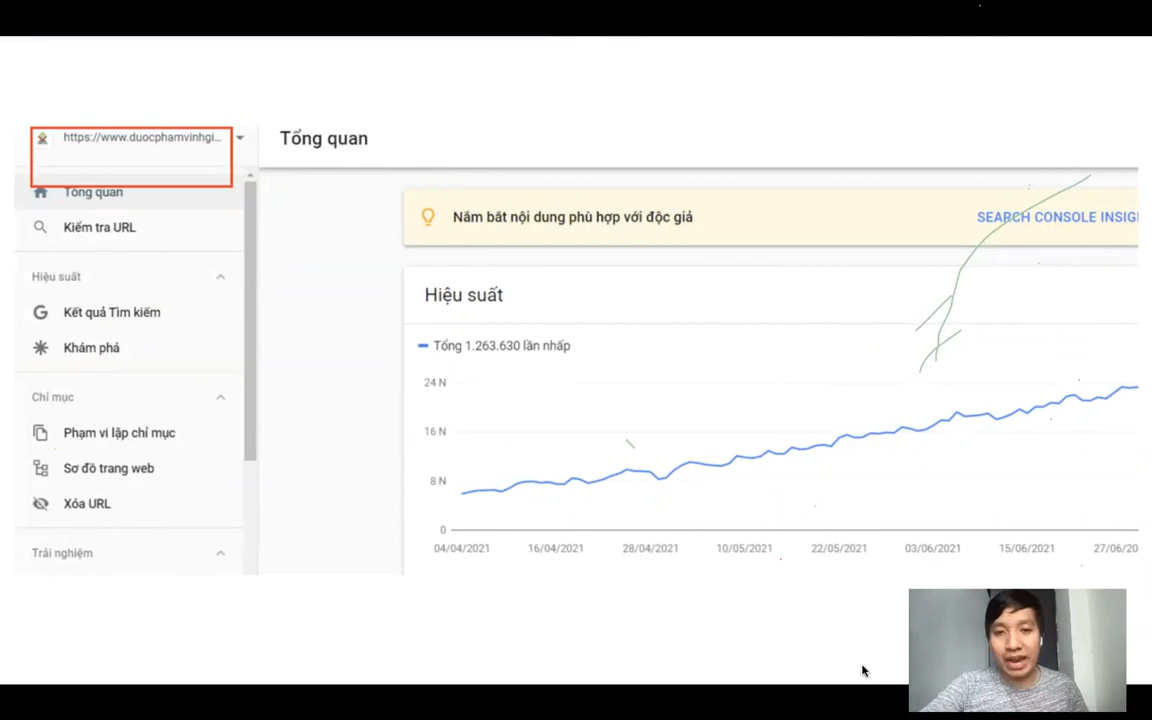 https://www.duocphamvinhgi...
Tổng quan
Tổng quan
Kiểm tra URL
Hiệu suất
Kết quả Tìm kiếm
Khám phá
Chỉ mục
Phạm vi lập chỉ mục
Sơ đồ trang web
Xóa URL
Trải nghiệm
Nắm bắt nội dung phù hợp với độc giả
SEARCH CONSOLE INSIG
Hiệu suất
Tổng 1.263.630 lần nhấp
24 N
16 N
8 N
0
04/04/2021 16/04/2021 28/04/2021 10/05/2021 22/05/2021 03/06/2021 15/06/2021 27/06/20